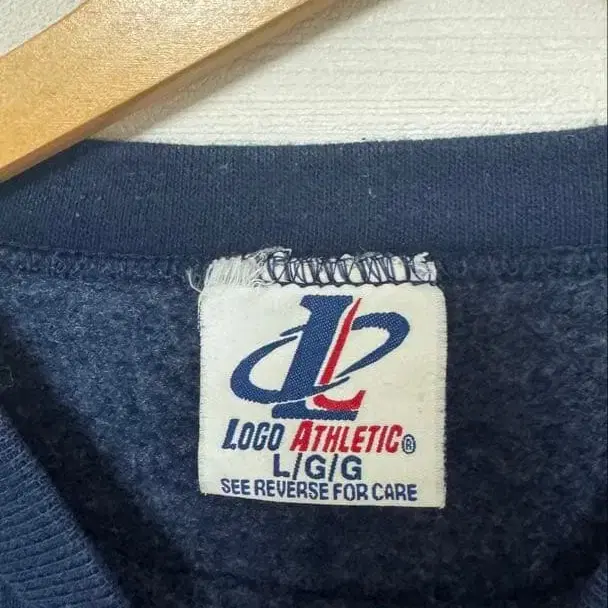 LOGO ATHLETIC®
L/G/G
SEE REVERSE FOR CARE